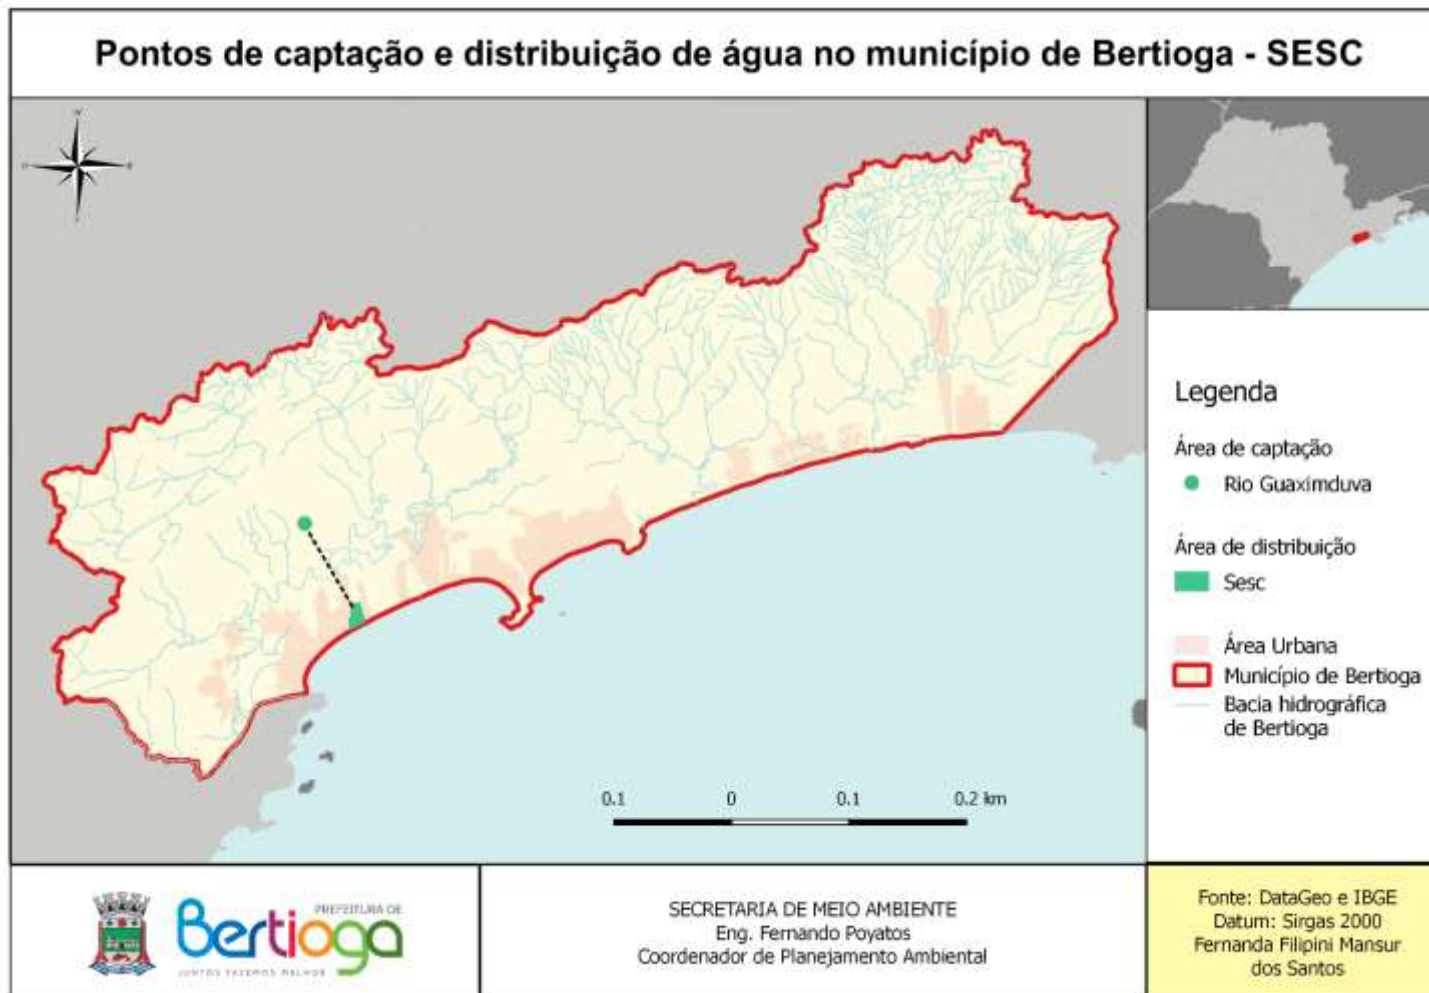 Pontos de captação e distribuição de água no município de Bertioga - SESC
Legenda
Área de captação
Rio Guaximduva
Área de distribuição
Sesc
Área Urbana
Município de Bertioga
Bacia hidrográfica
de Bertioga
0.1 0 0.1 0.2 km
PREFEITURA DE
Bertioga
JUNTOS FAZEMOS MELHOR
SECRETARIA DE MEIO AMBIENTE
Eng. Fernando Poyatos
Coordenador de Planejamento Ambiental
Fonte: DataGeo e IBGE
Datum: Sirgas 2000
Fernanda Filipini Mansur
dos Santos